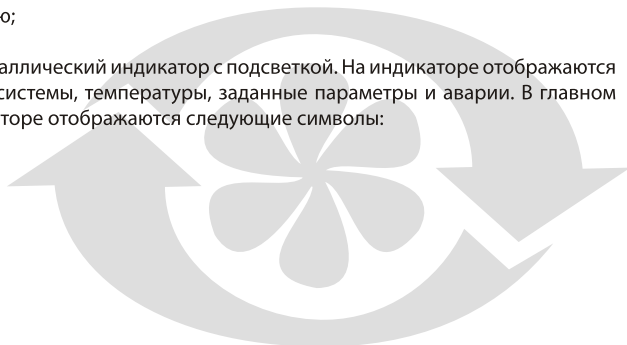 ю;
аллический индикатор с подсветкой. На индикаторе отображаются
системы, температуры, заданные параметры и аварии. В главном
торе отображаются следующие символы: